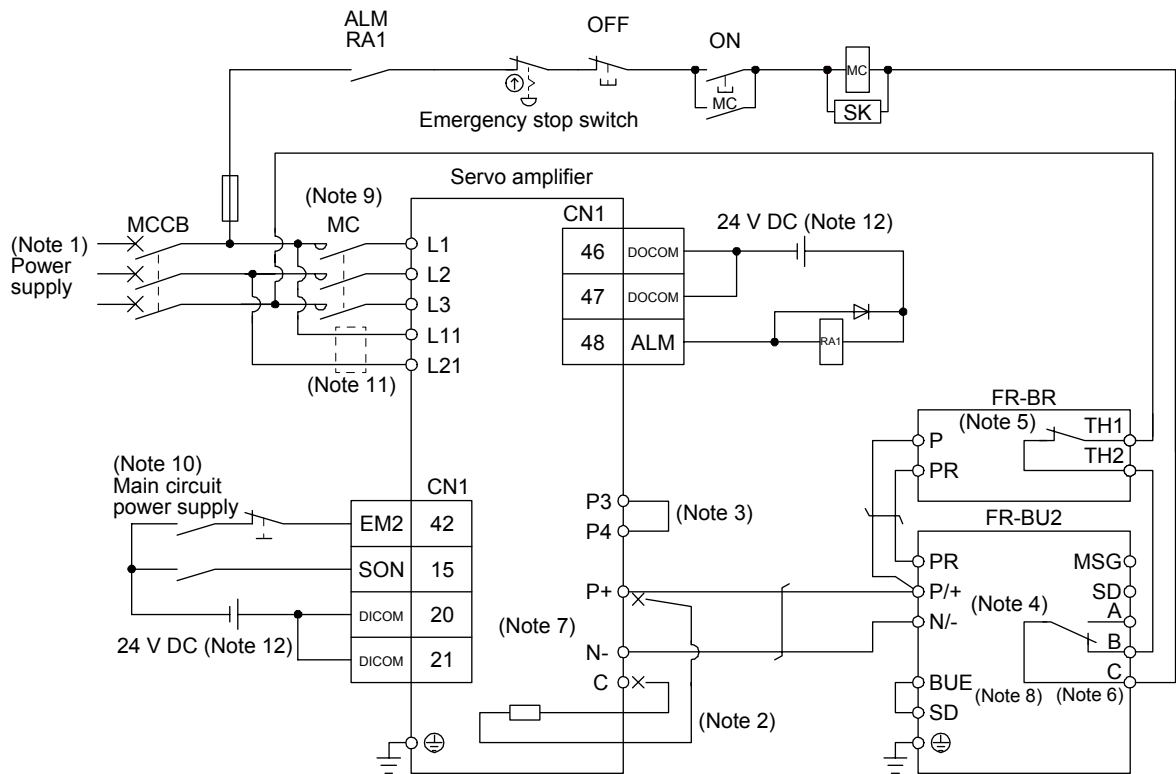 ALM
RA1
OFF
ON
MC
SK
MC
Emergency stop switch
Servo amplifier
(Note 9)
MCCB
MC
CN1
24 V DC (Note 12)
(Note 1)
Power
supply
L1
L2
L3
L11
L21
46 DOCOM
47 DOCOM
48 ALM
RA1
(Note 11)
FR-BR
(Note 5)
P
TH1
PR
TH2
(Note 10)
Main circuit
power supply
CN1
EM2 42
SON 15
DICOM 20
DICOM 21
24 V DC (Note 12)
P3
P4
(Note 3)
P+
(Note 7)
N-
C
(Note 2)
FR-BU2
PR
MSG
P/+
SD
(Note 4)
A
N/-
B
BUE
(Note 8)
(Note 6)
C
SD